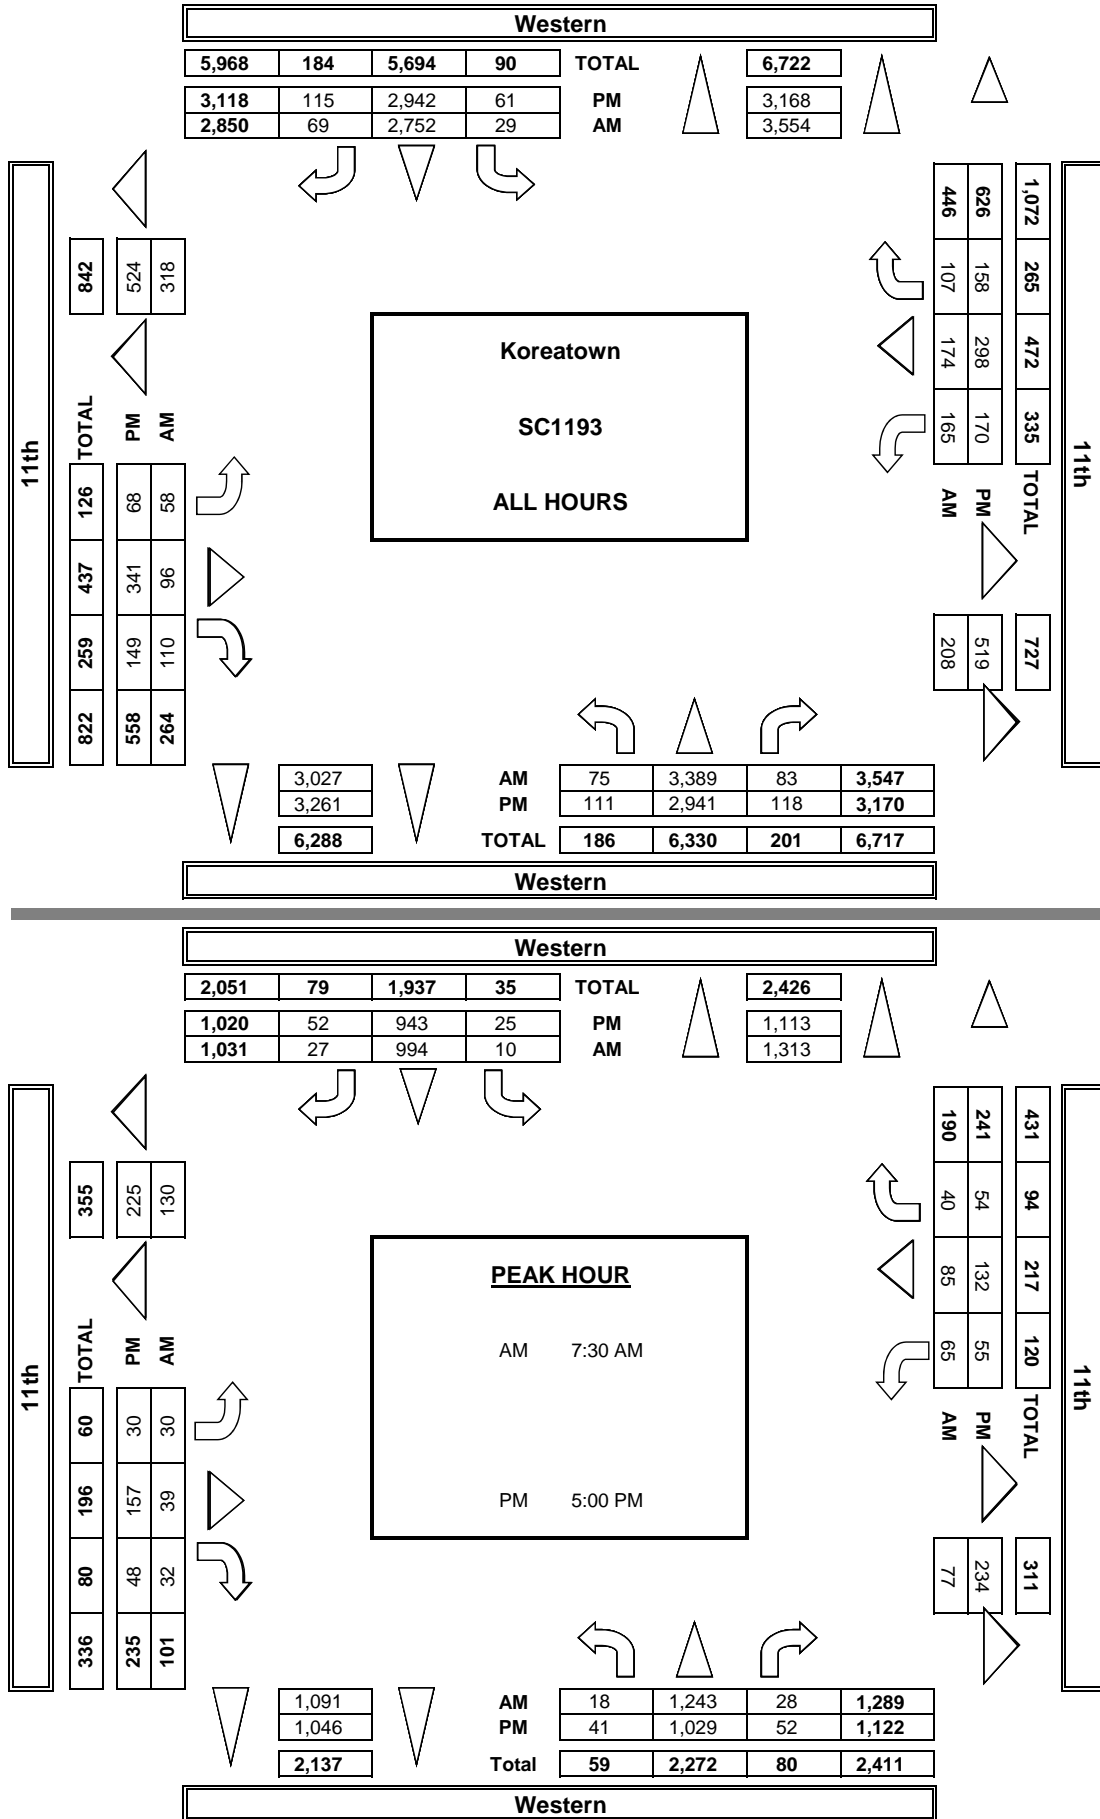 Western
5,968 184 5,694 90 TOTAL 6,722
3,118 115 2,942 61 PM 3,168
2,850 69 2,752 29 AM 3,554
11th
842 524 318
TOTAL PM AM
126 68 58
437 341 96
259 149 110
822 558 264
Koreatown
SC1193
ALL HOURS
446 626 1,072
107 158 265
174 298 472
165 170 335
AM PM TOTAL
208 519 727
11th
3,027 AM 75 3,389 83 3,547
3,261 PM 111 2,941 118 3,170
6,288 TOTAL 186 6,330 201 6,717
Western
Western
2,051 79 1,937 35 TOTAL 2,426
1,020 52 943 25 PM 1,113
1,031 27 994 10 AM 1,313
11th
355 225 130
TOTAL PM AM
60 30 30
196 157 39
80 48 32
336 235 101
PEAK HOUR
AM 7:30 AM
PM 5:00 PM
190 241 431
40 54 94
85 132 217
65 55 120
AM PM TOTAL
77 234 311
11th
1,091 AM 18 1,243 28 1,289
1,046 PM 41 1,029 52 1,122
2,137 Total 59 2,272 80 2,411
Western